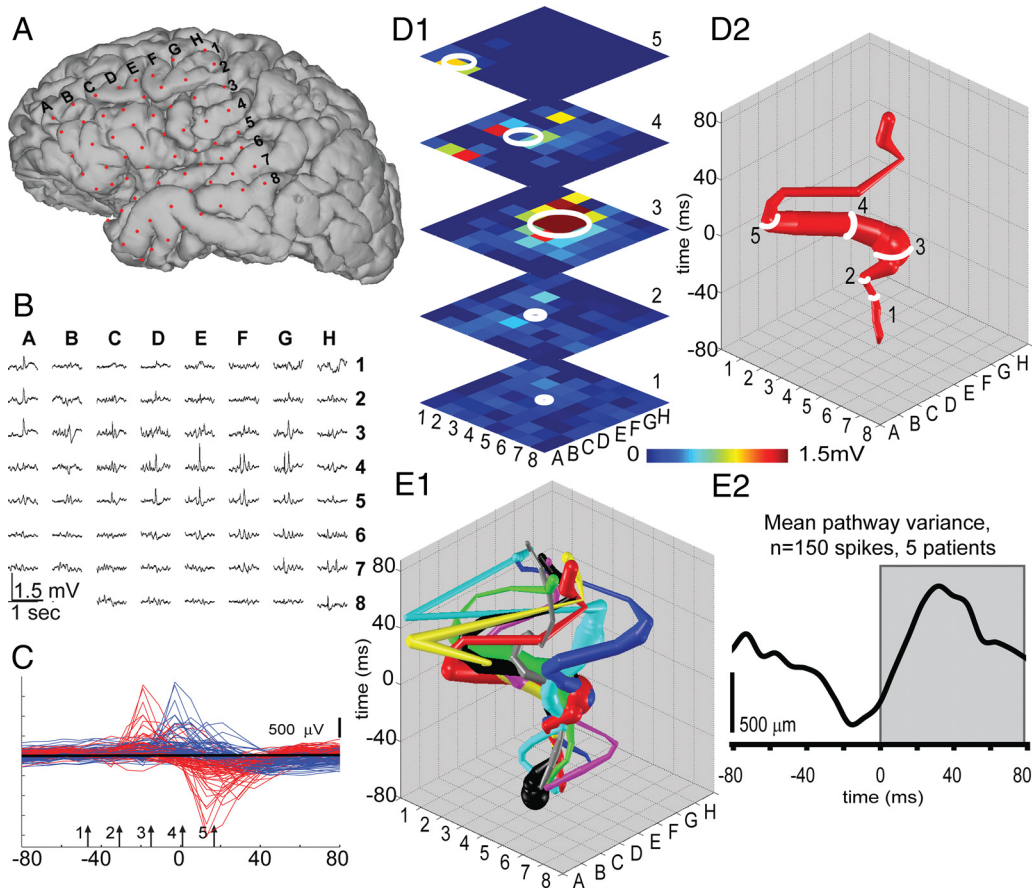 A
A B C D E F G H
1
2
3
4
5
6
7
8
B
A B C D E F G H
1
2
3
4
5
6
7
8
1.5 mV
1 sec
C
500 μV
1 2 3 4 5
-80 -40 0 40 80
D1
5
4
3
2
1
1 2 3 4 5 6 7 8
A B C D E F G H
0 1.5mV
D2
80
40
0
-40
-80
time (ms)
5
4
3
2
1
1 2 3 4 5 6 7 8
A B C D E F G H
E1
80
40
0
-40
-80
time (ms)
1 2 3 4 5 6 7 8
A B C D E F G H
E2
Mean pathway variance,
n=150 spikes, 5 patients
500 μm
-80 -40 0 40 80
time (ms)